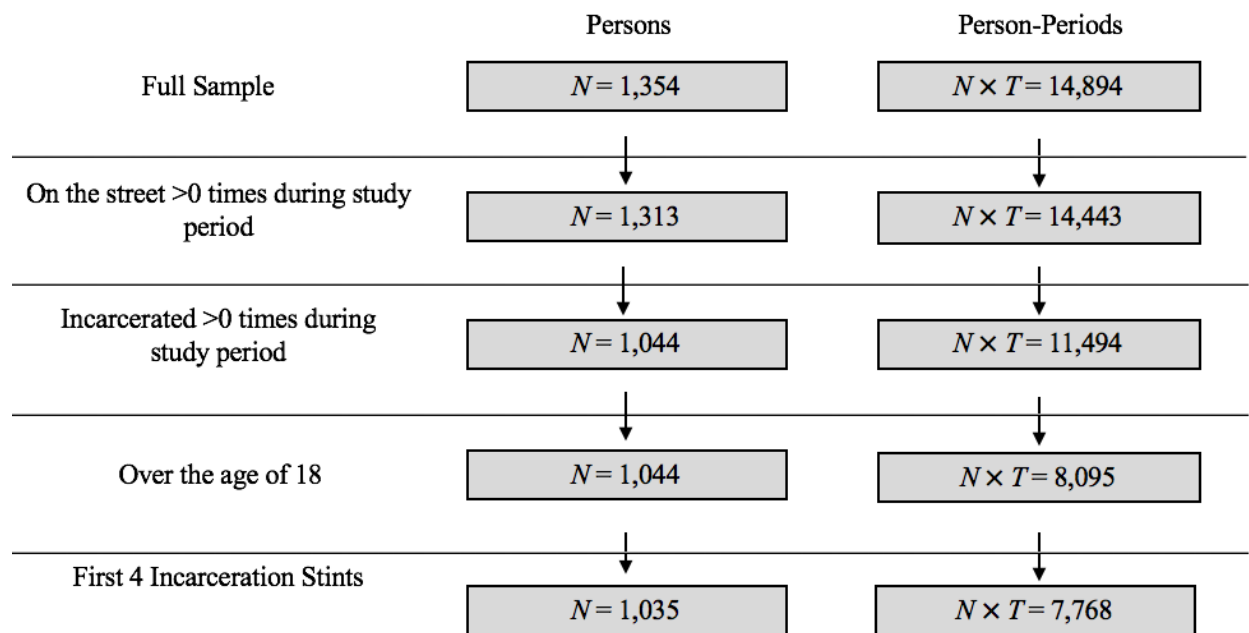 Persons
Person-Periods
Full Sample
N = 1,354
N × T = 14,894
On the street >0 times during study
period
N = 1,313
N × T = 14,443
Incarcerated >0 times during
study period
N = 1,044
N × T = 11,494
Over the age of 18
N = 1,044
N × T = 8,095
First 4 Incarceration Stints
N = 1,035
N × T = 7,768